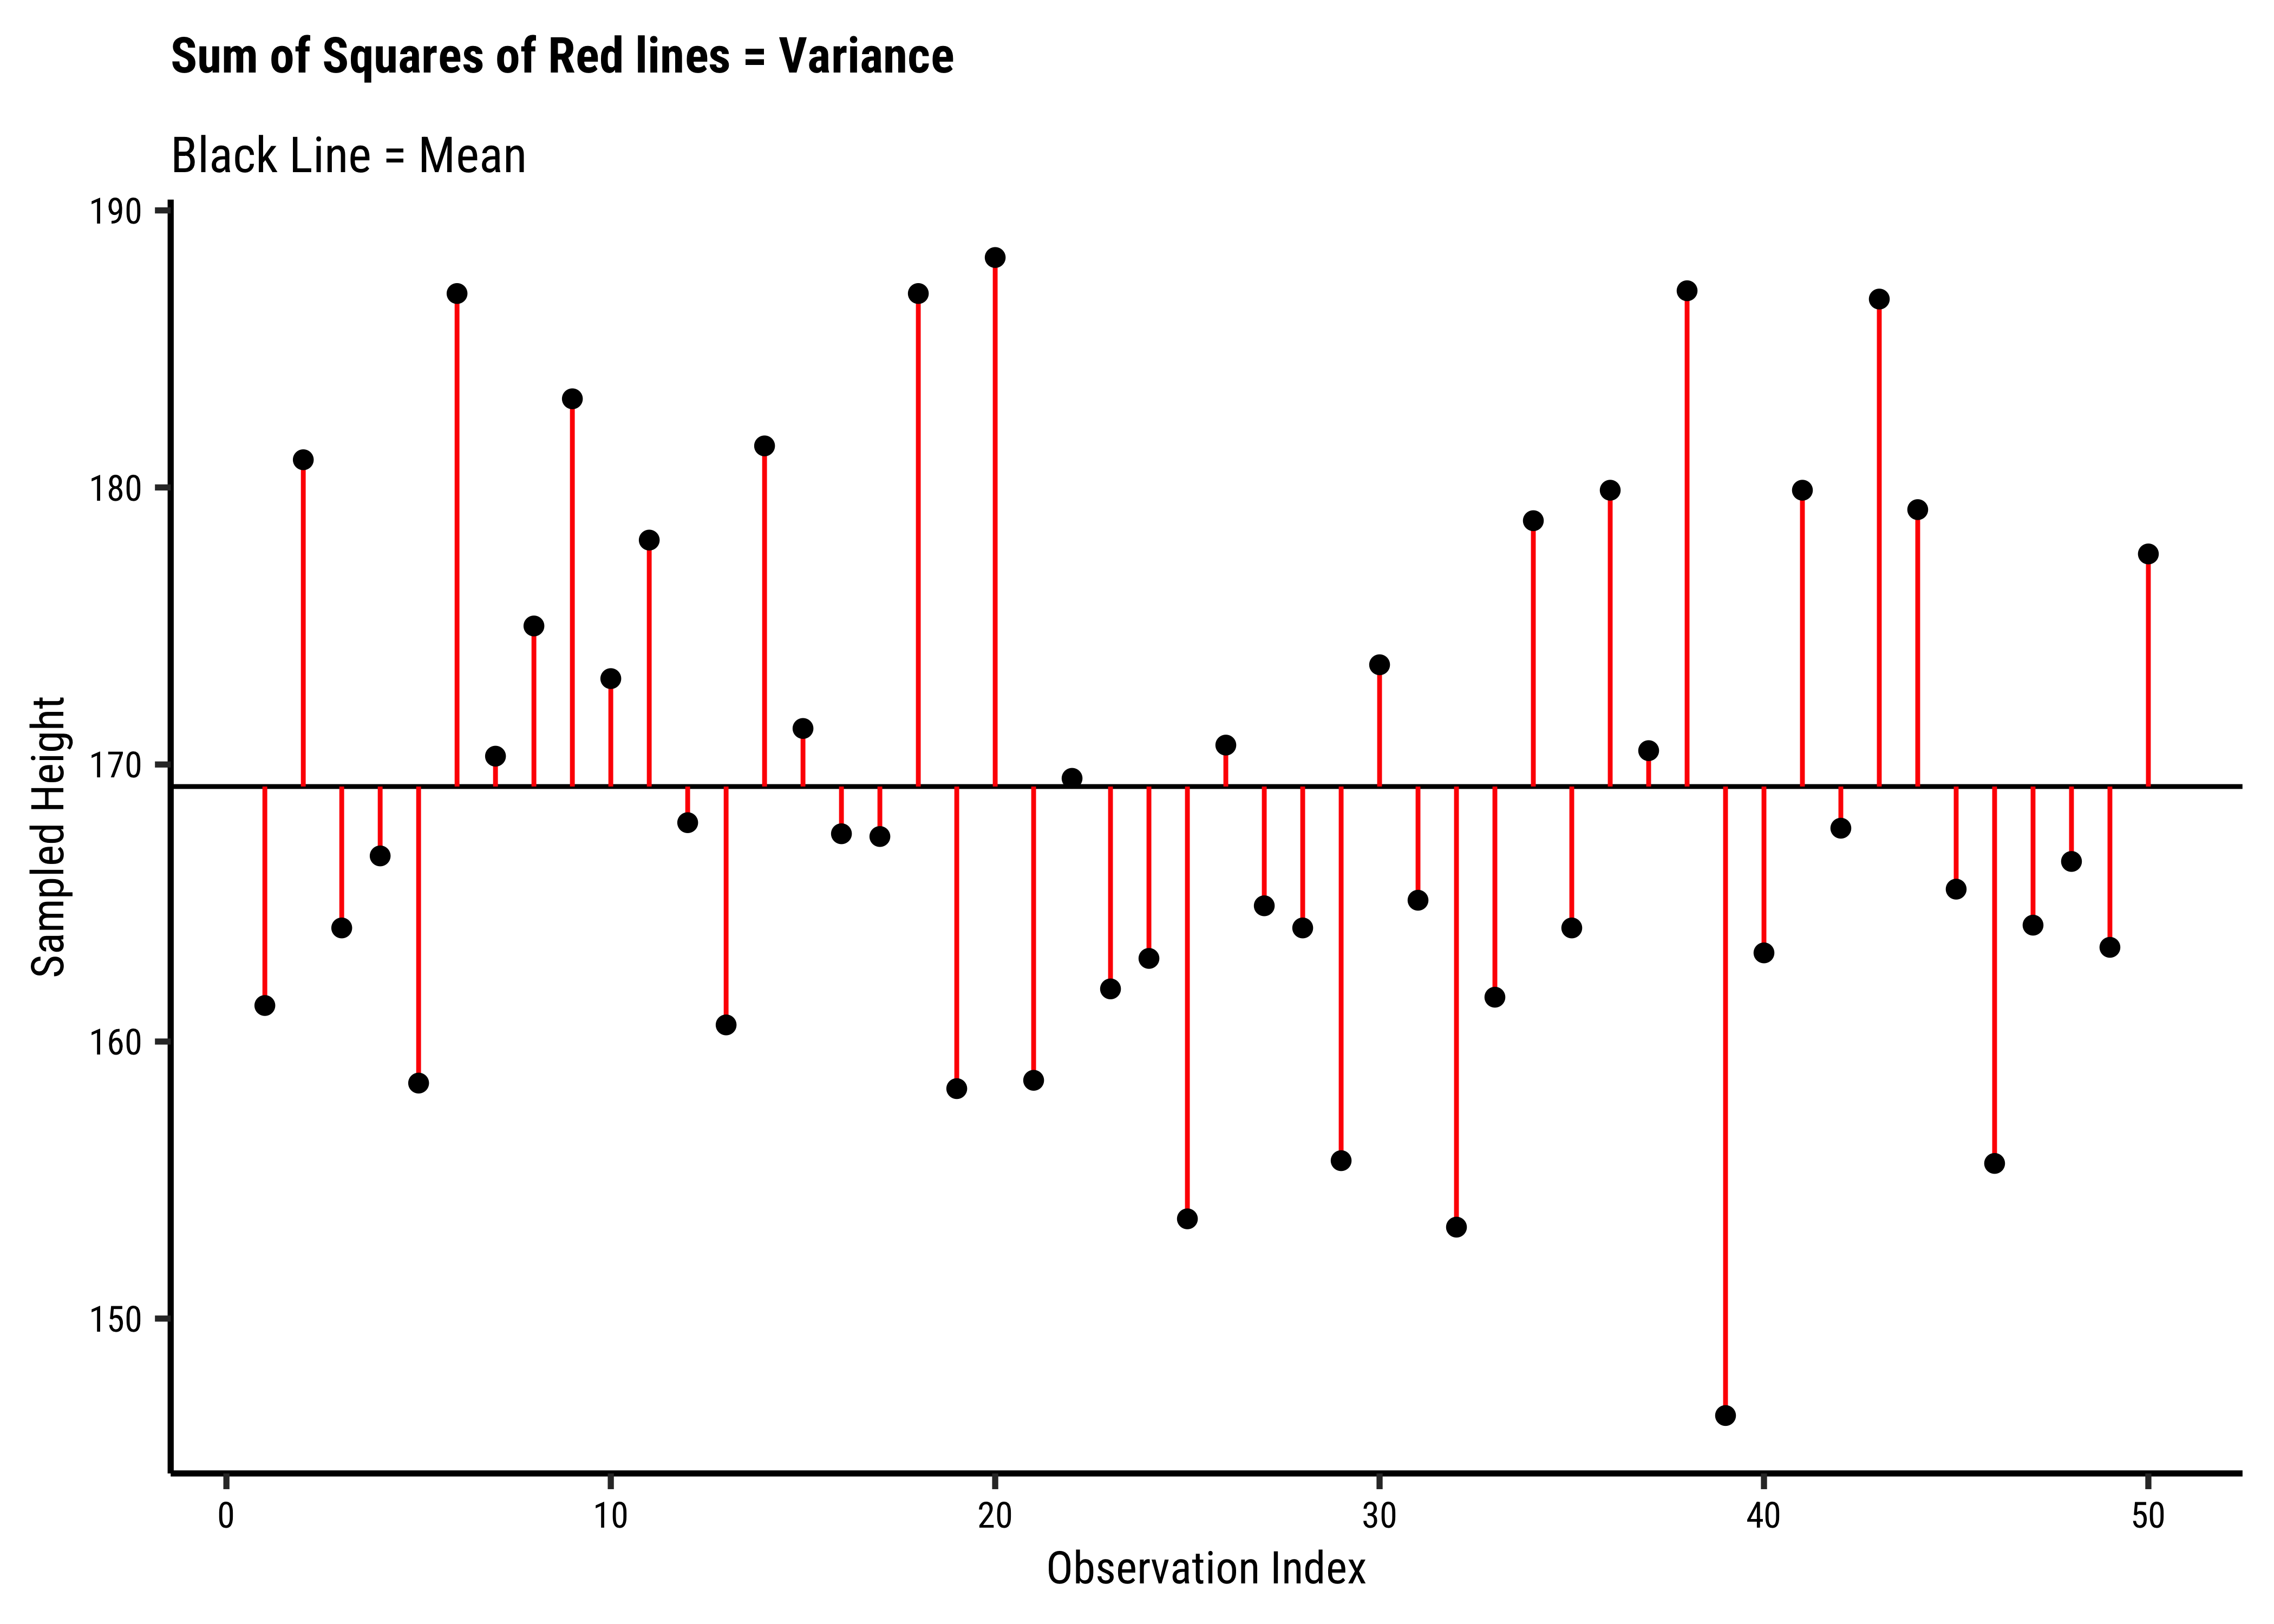 Sum of Squares of Red lines = Variance
Black Line = Mean
190
180
170
160
150
Sampled Height
0 10 20 30 40 50
Observation Index